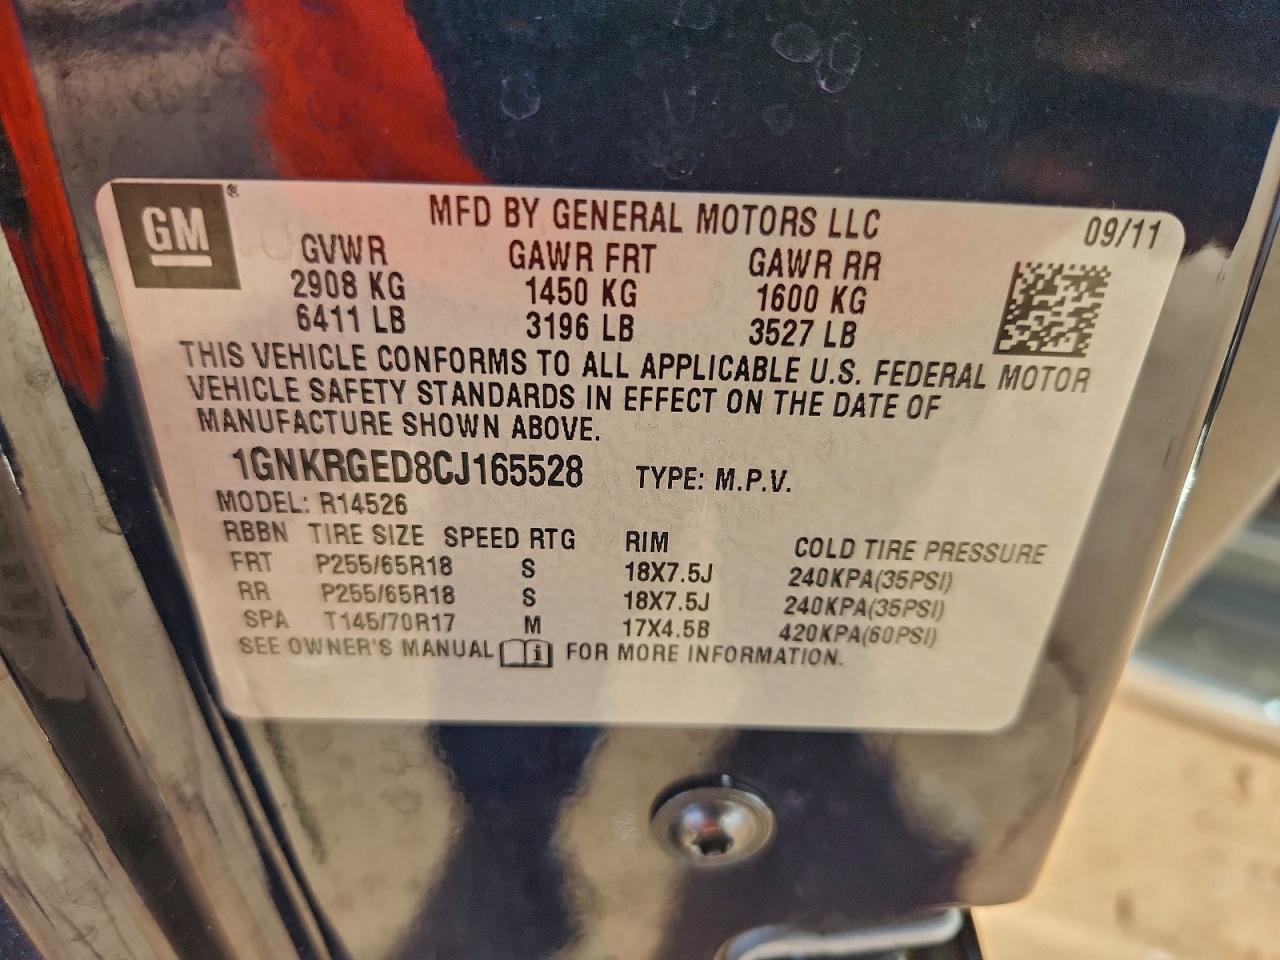 GM®
MFD BY GENERAL MOTORS LLC 09/11
GVWR GAWR FRT GAWR RR
2908 KG 1450 KG 1600 KG
6411 LB 3196 LB 3527 LB
THIS VEHICLE CONFORMS TO ALL APPLICABLE U.S. FEDERAL MOTOR
VEHICLE SAFETY STANDARDS IN EFFECT ON THE DATE OF
MANUFACTURE SHOWN ABOVE.
1GNKRGED8CJ165528 TYPE: M.P.V.
MODEL: R14526
RBBN TIRE SIZE SPEED RTG RIM COLD TIRE PRESSURE
FRT P255/65R18 S 18X7.5J 240KPA(35PSI)
RR P255/65R18 S 18X7.5J 240KPA(35PSI)
SPA T145/70R17 M 17X4.5B 420KPA(60PSI)
SEE OWNER'S MANUAL i FOR MORE INFORMATION.